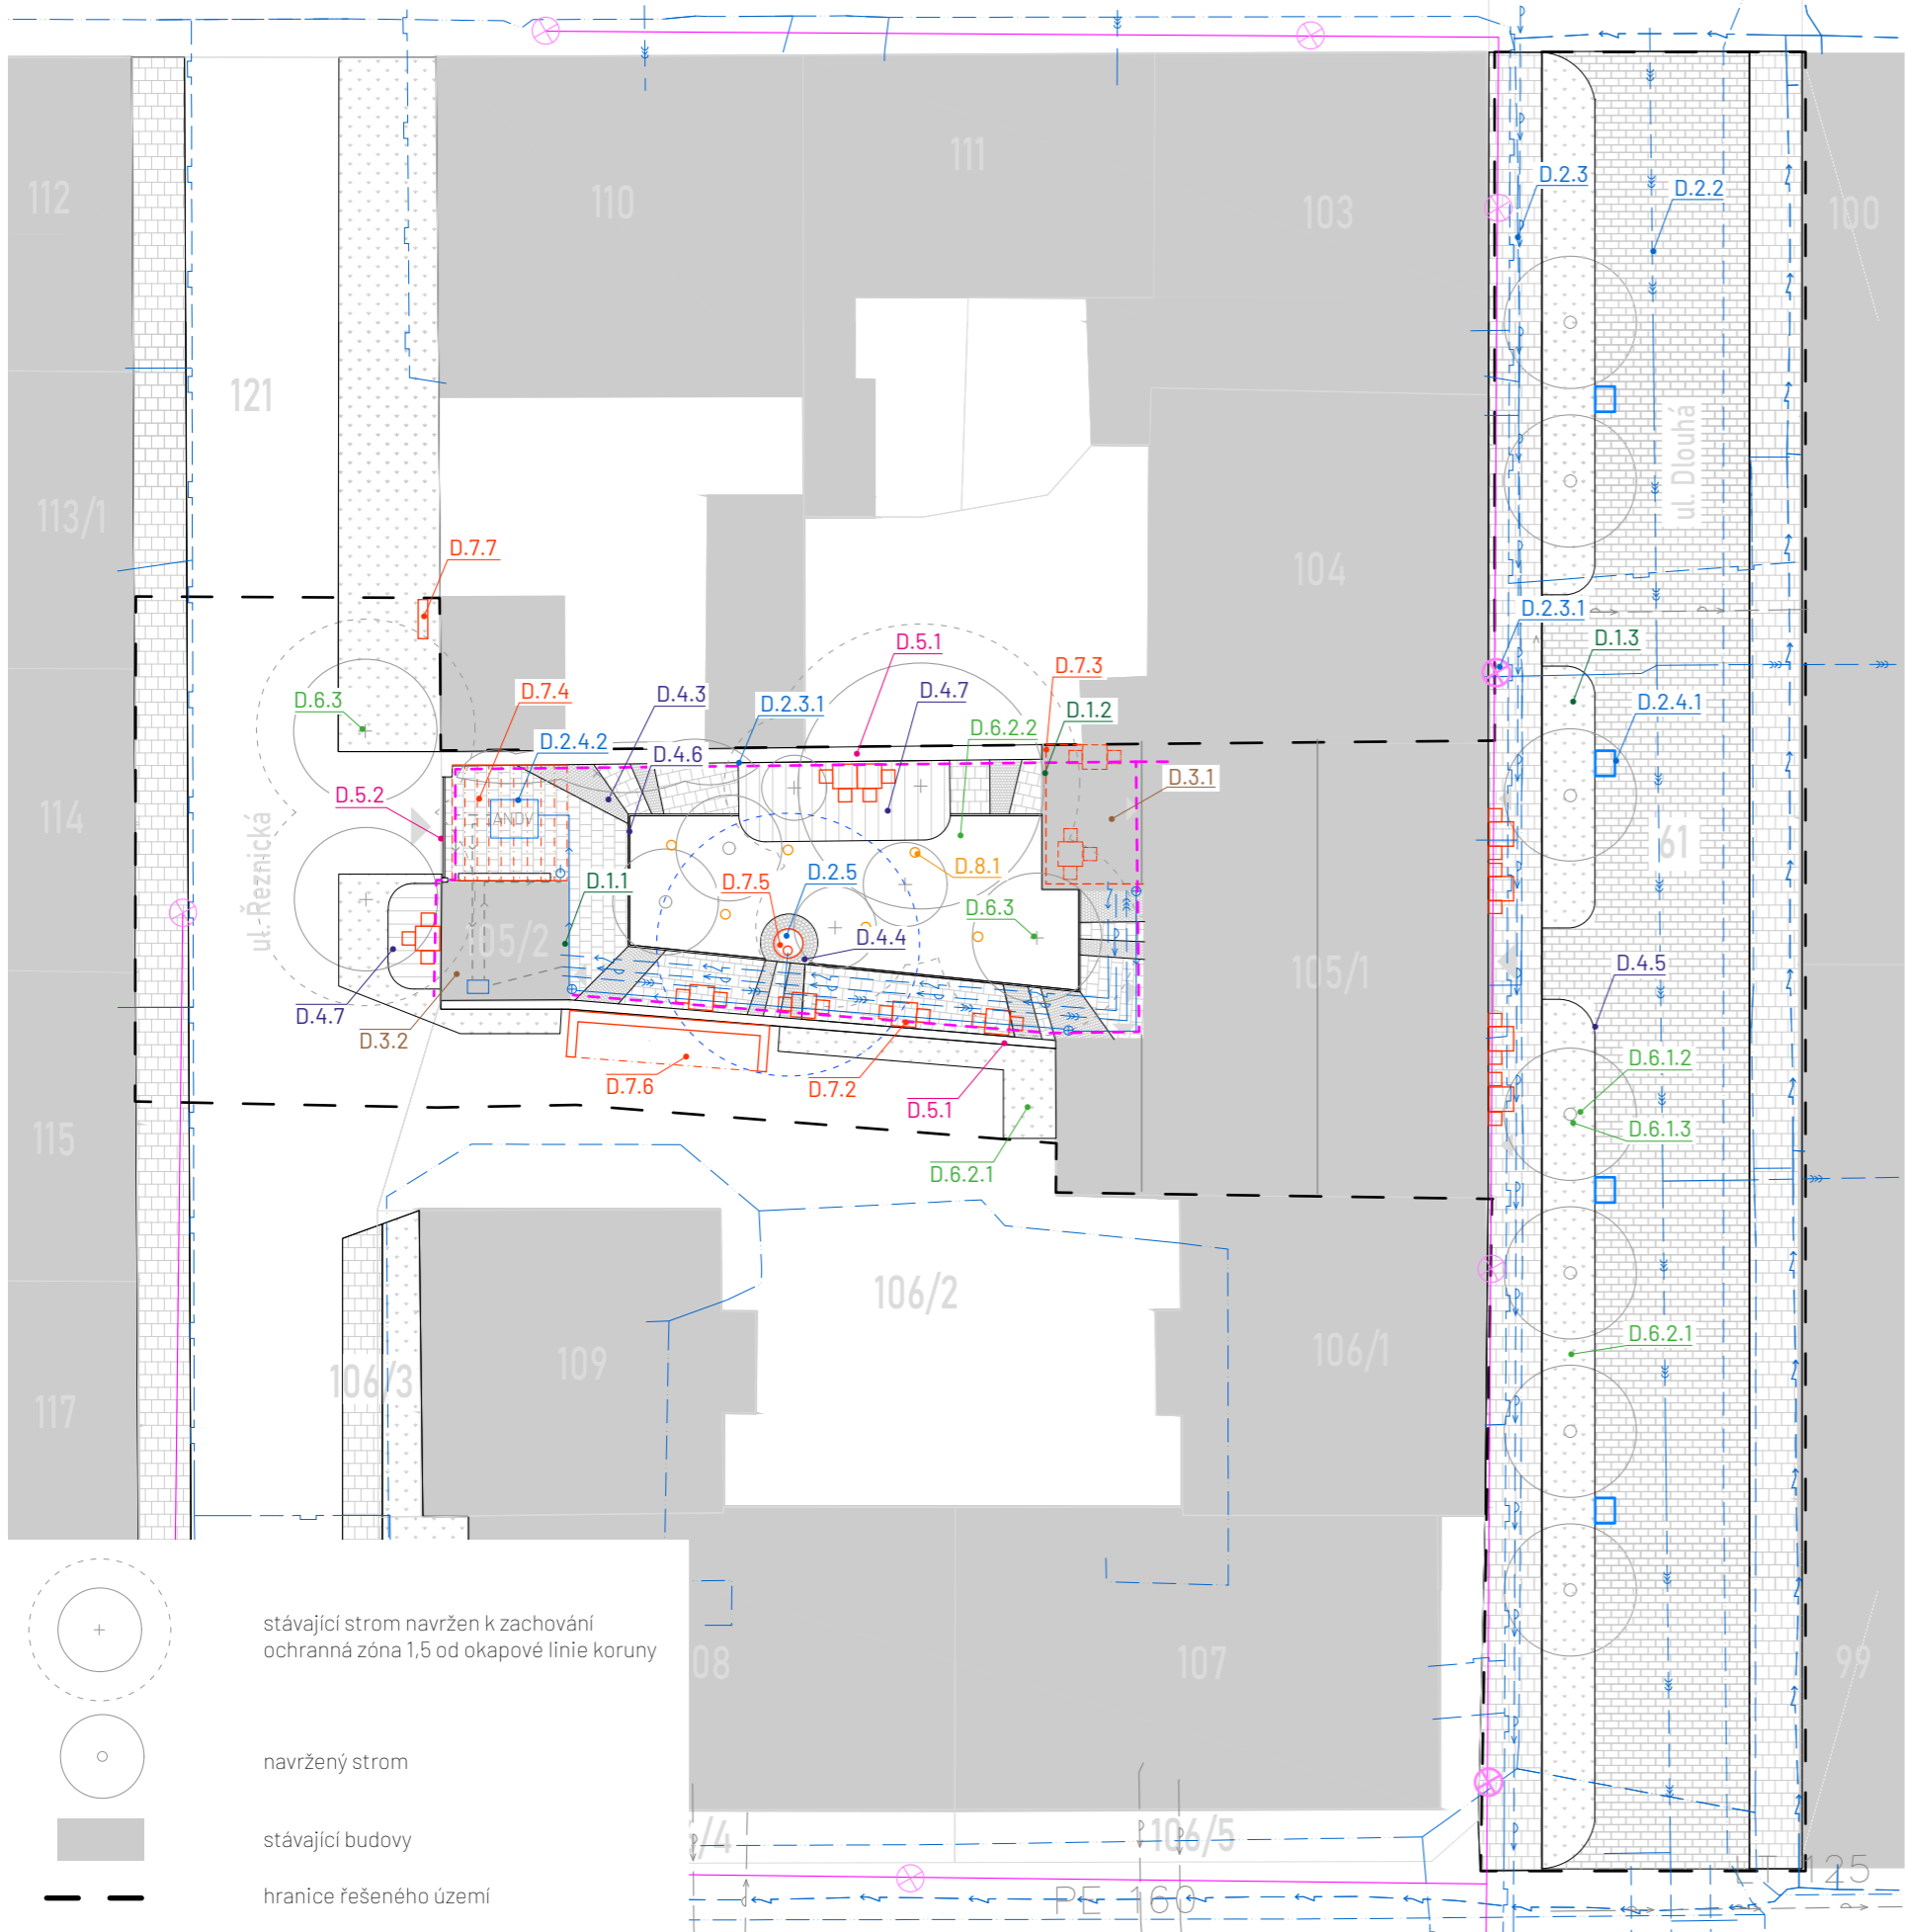 112
110
111
103
100
D.2.3
D.2.2
121
ul. Dlouhá
113/1
104
D.7.7
D.2.3.1
D.5.1
D.1.3
D.7.3
D.6.3
D.7.4
D.4.3
D.4.7
D.2.3.1
D.1.2
D.2.4.1
D.2.4.2
D.4.6
D.6.2.2
D.3.1
D.5.2
114
ul. Řeznická
ANDV
61
D.8.1
D.7.5
D.2.5
D.1.1
D.6.3
D.4.4
105/2
105/1
D.4.5
D.4.7
D.3.2
D.7.6
D.7.2
D.5.1
D.6.1.2
D.6.1.3
115
D.6.2.1
106/2
D.6.2.1
109
106/1
106/3
117
stávající strom navržen k zachování
ochranná zóna 1,5 od okapové linie koruny
08
107
99
navržený strom
stávající budovy
/4
106/5
LT 125
hranice řešeného území
PE 160